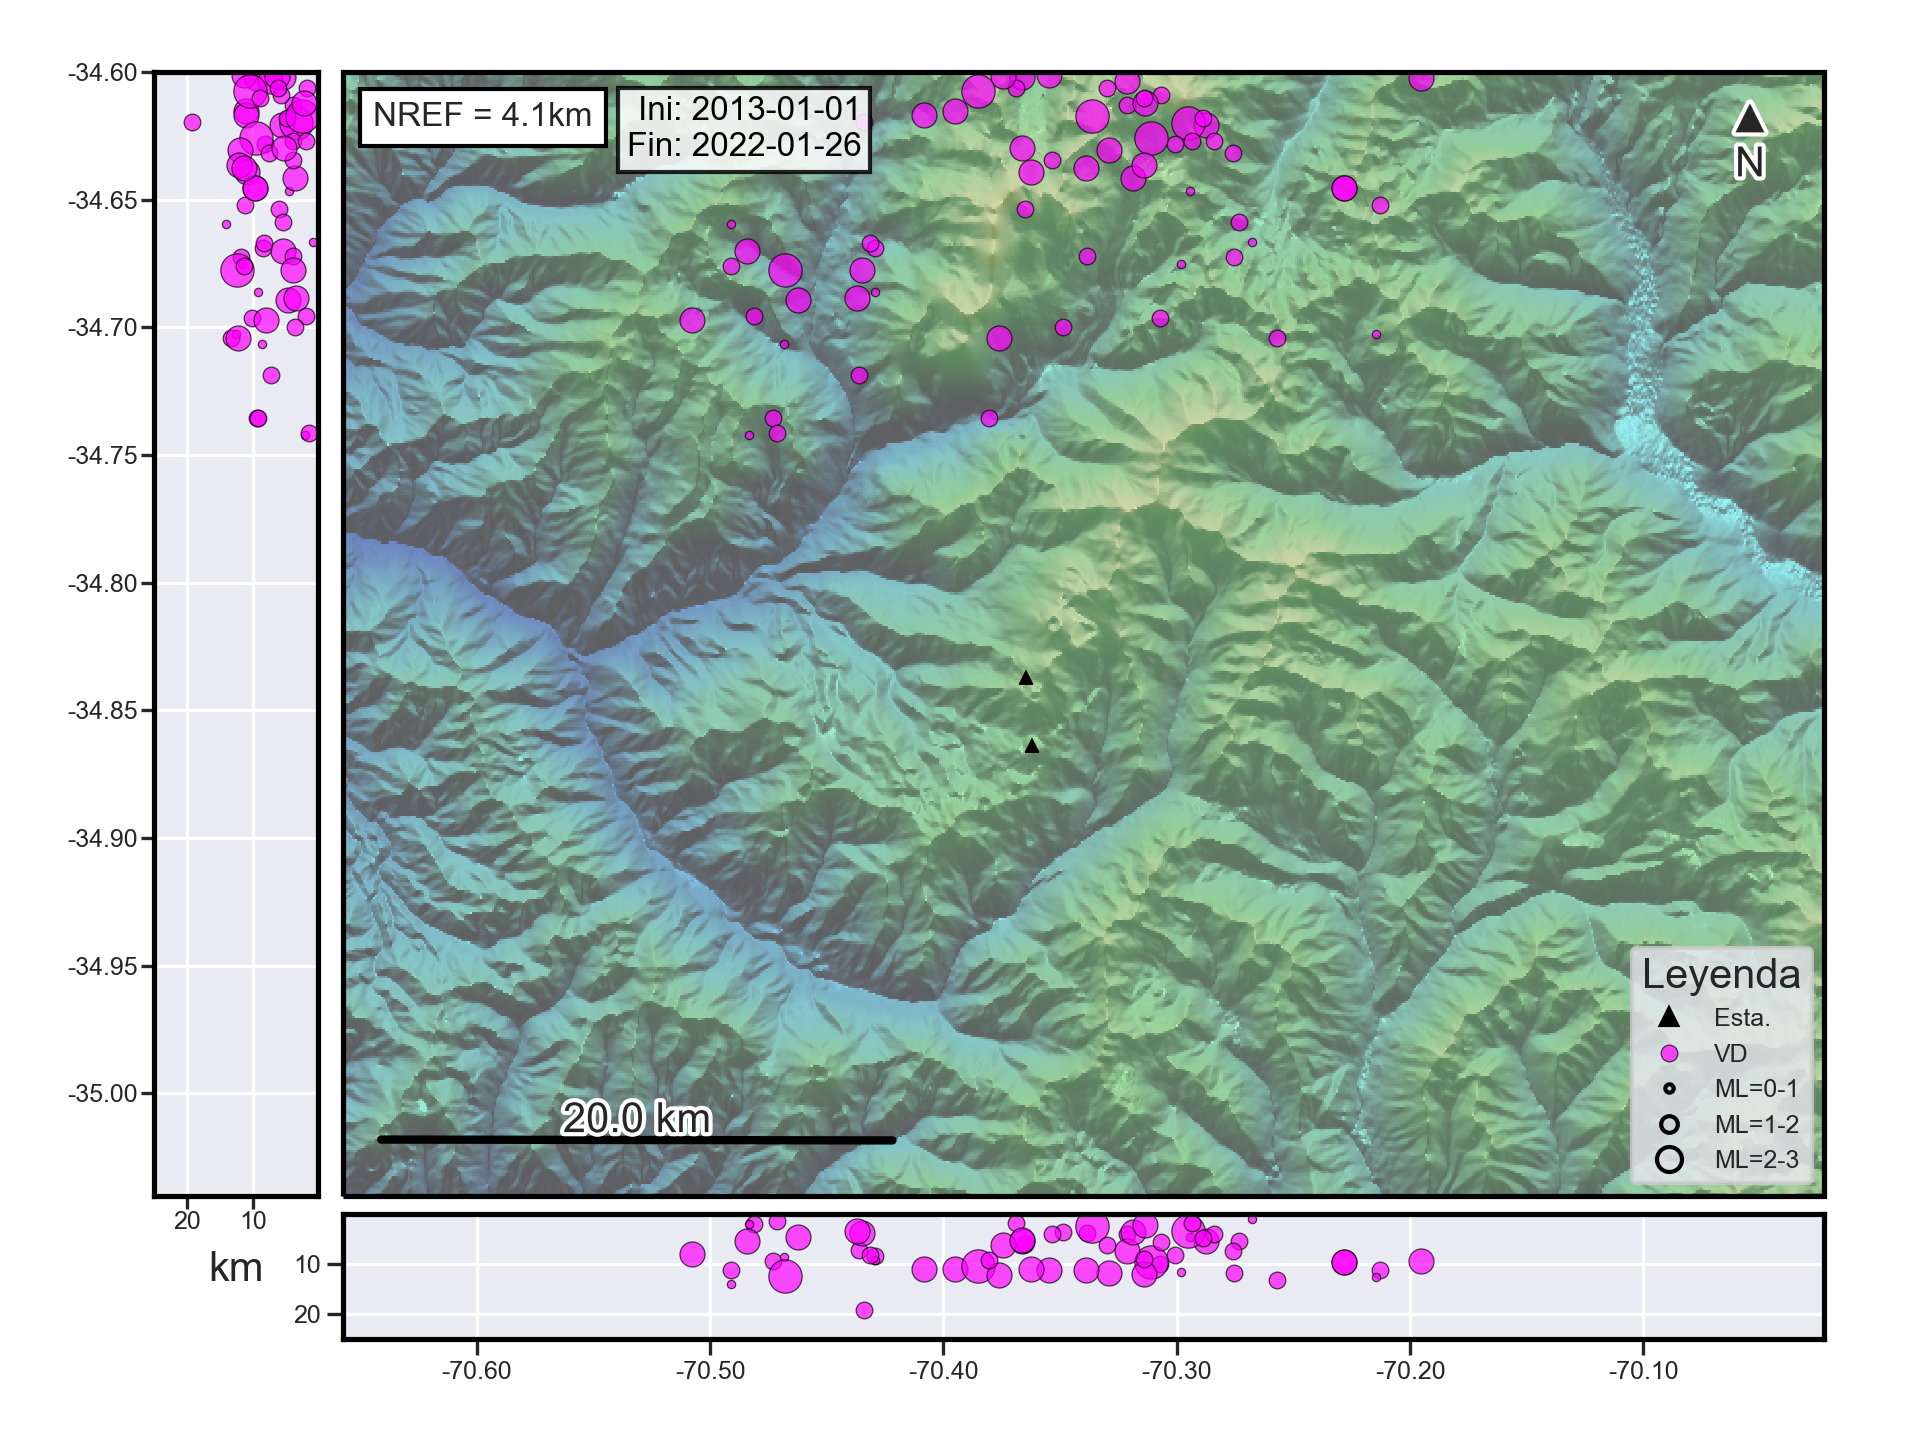 -34.60
-34.65
-34.70
-34.75
-34.80
-34.85
-34.90
-34.95
-35.00
20
10
NREF = 4.1km
Ini: 2013-01-01
Fin: 2022-01-26
N
20.0 km
Leyenda
Esta.
VD
ML=0-1
ML=1-2
ML=2-3
km
10
20
-70.60
-70.50
-70.40
-70.30
-70.20
-70.10